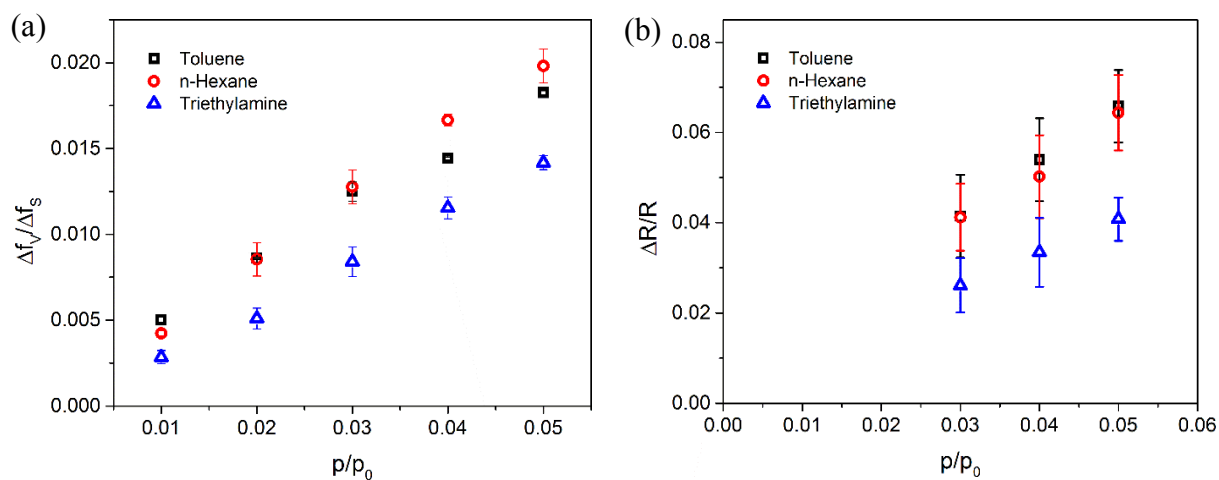 (a)
Toluene
n-Hexane
Triethylamine
0.020
0.015
0.010
0.005
0.000
Δf_V/Δf_S
0.01 0.02 0.03 0.04 0.05
p/p₀
(b)
Toluene
n-Hexane
Triethylamine
0.08
0.06
0.04
0.02
0.00
ΔR/R
0.00 0.01 0.02 0.03 0.04 0.05 0.06
p/p₀